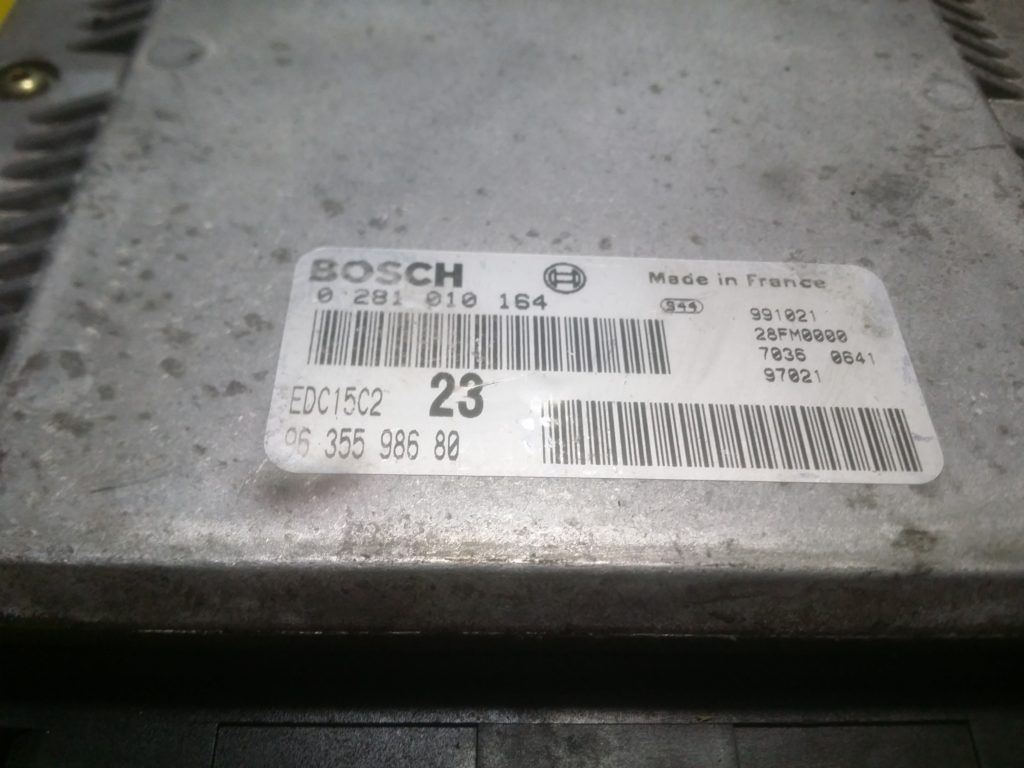 BOSCH
Made in France
0 281 010 164
944
991021
28FM0000
7036 0641
97021
EDC15C2 23
96 355 986 80